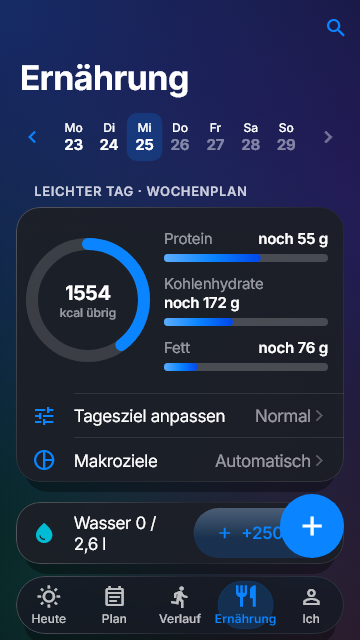 Ernährung
Mo Di Mi Do Fr Sa So
23 24 25 26 27 28 29
LEICHTER TAG · WOCHENPLAN
1554
kcal übrig
Protein noch 55 g
Kohlenhydrate
noch 172 g
Fett noch 76 g
Tagesziel anpassen Normal
Makroziele Automatisch
Wasser 0 /
2,6 l
+ +250
+
Heute Plan Verlauf Ernährung Ich